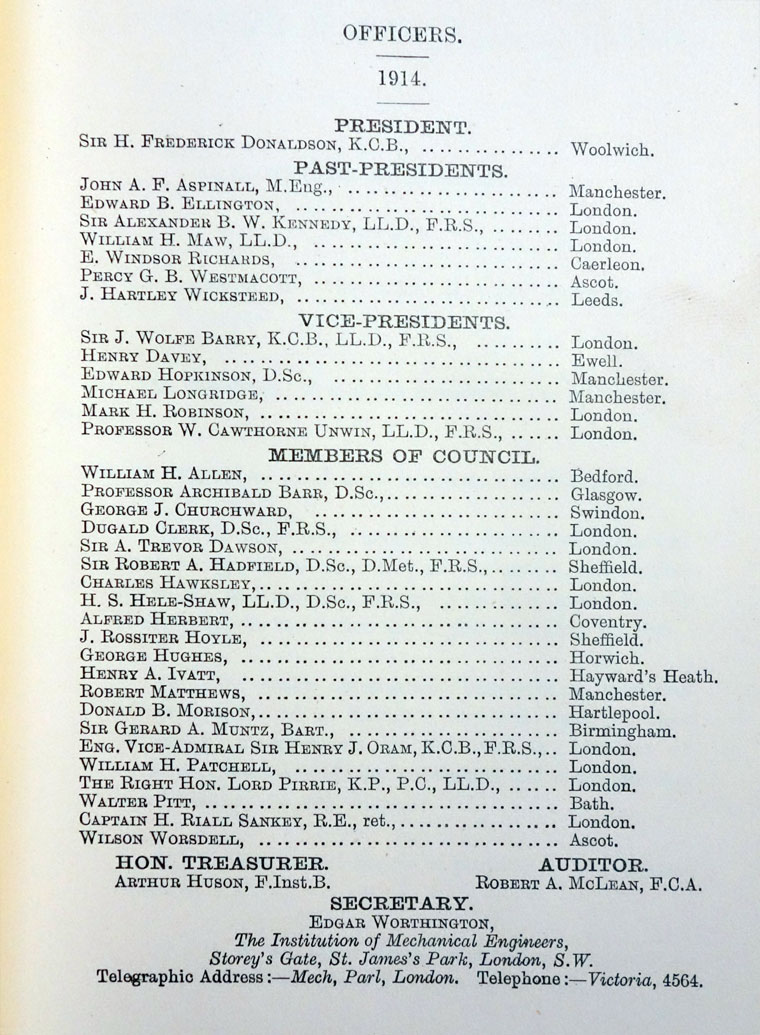 OFFICERS.
1914.
PRESIDENT.
SIR H. FREDERICK DONALDSON, K.C.B., .............. Woolwich.
PAST-PRESIDENTS.
JOHN A. F. ASPINALL, M.Eng., ...................... Manchester.
EDWARD B. ELLINGTON, ........................... London.
SIR ALEXANDER B. W. KENNEDY, LL.D., F.R.S., ....... London.
WILLIAM H. MAW, LL.D., ......................... London.
E. WINDSOR RICHARDS, ........................... Caerleon.
PERCY G. B. WESTMACOTT, ......................... Ascot.
J. HARTLEY WICKSTEED, ........................... Leeds.
VICE-PRESIDENTS.
SIR J. WOLFE BARRY, K.C.B., LL.D., F.R.S., ......... London.
HENRY DAVEY, .................................. Ewell.
EDWARD HOPKINSON, D.Sc., ....................... Manchester.
MICHAEL LONGRIDGE, ............................. Manchester.
MARK H. ROBINSON, .............................. London.
PROFESSOR W. CAWTHORNE UNWIN, LL.D., F.R.S., ...... London.
MEMBERS OF COUNCIL.
WILLIAM H. ALLEN, .............................. Bedford.
PROFESSOR ARCHIBALD BARR, D.Sc., .................. Glasgow.
GEORGE J. CHURCHWARD, ......................... Swindon.
DUGALD CLERK, D.Sc., F.R.S., ..................... London.
SIR A. TREVOR DAWSON, ........................... London.
SIR ROBERT A. HADFIELD, D.Sc., D.Met., F.R.S., ....... Sheffield.
CHARLES HAWKSLEY, .............................. London.
H. S. HELE-SHAW, LL.D., D.Sc., F.R.S., ............ London.
ALFRED HERBERT, ................................ Coventry.
J. ROSSITER HOYLE, .............................. Sheffield.
GEORGE HUGHES, ................................ Horwich.
HENRY A. IVATT, ................................ Hayward's Heath.
ROBERT MATTHEWS, .............................. Manchester.
DONALD B. MORISON, .............................. Hartlepool.
SIR GERARD A. MUNTZ, BART., ..................... Birmingham.
ENG. VICE-ADMIRAL SIR HENRY J. ORAM, K.C.B., F.R.S., .. London.
WILLIAM H. PATCHELL, ........................... London.
THE RIGHT HON. LORD PIRRIE, K.P., P.C., LL.D., ...... London.
WALTER PITT, .................................... Bath.
CAPTAIN H. RIALL SANKEY, R.E., ret., ................ London.
WILSON WORSDELL, .............................. Ascot.
HON. TREASURER. AUDITOR.
ARTHUR HUSON, F.Inst.B. ROBERT A. MCLEAN, F.C.A.
SECRETARY.
EDGAR WORTHINGTON,
The Institution of Mechanical Engineers,
Storey's Gate, St. James's Park, London, S.W.
Telegraphic Address:—Mech, Parl, London. Telephone:—Victoria, 4564.